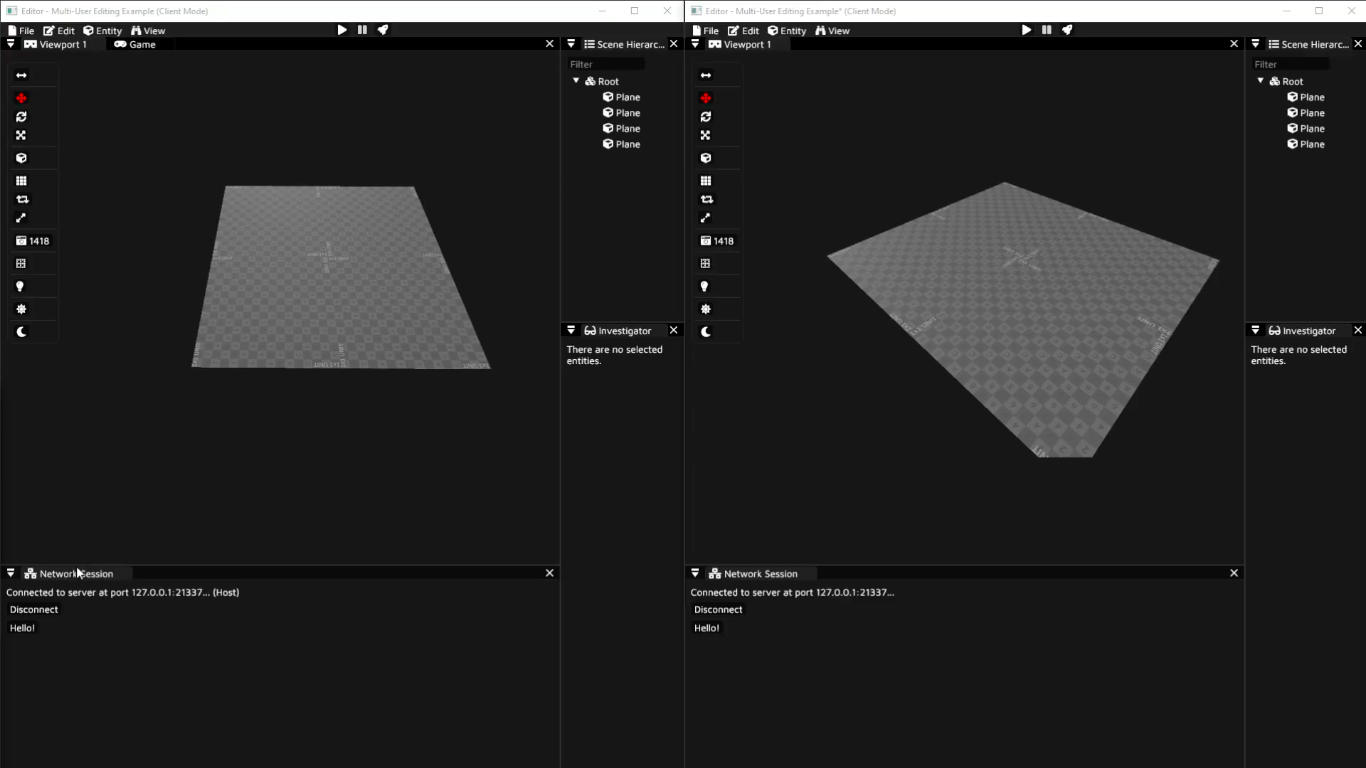 Editor - Multi-User Editing Example (Client Mode)
File Edit Entity View
Viewport 1 Game
Scene Hierarc...
Filter
Root
Plane
Plane
Plane
Plane
1418
Investigator
There are no selected
entities.
Network Session
Connected to server at port 127.0.0.1:21337... (Host)
Disconnect
Hello!
Editor - Multi-User Editing Example* (Client Mode)
File Edit Entity View
Viewport 1
Scene Hierarc...
Filter
Root
Plane
Plane
Plane
Plane
1418
Investigator
There are no selected
entities.
Network Session
Connected to server at port 127.0.0.1:21337...
Disconnect
Hello!